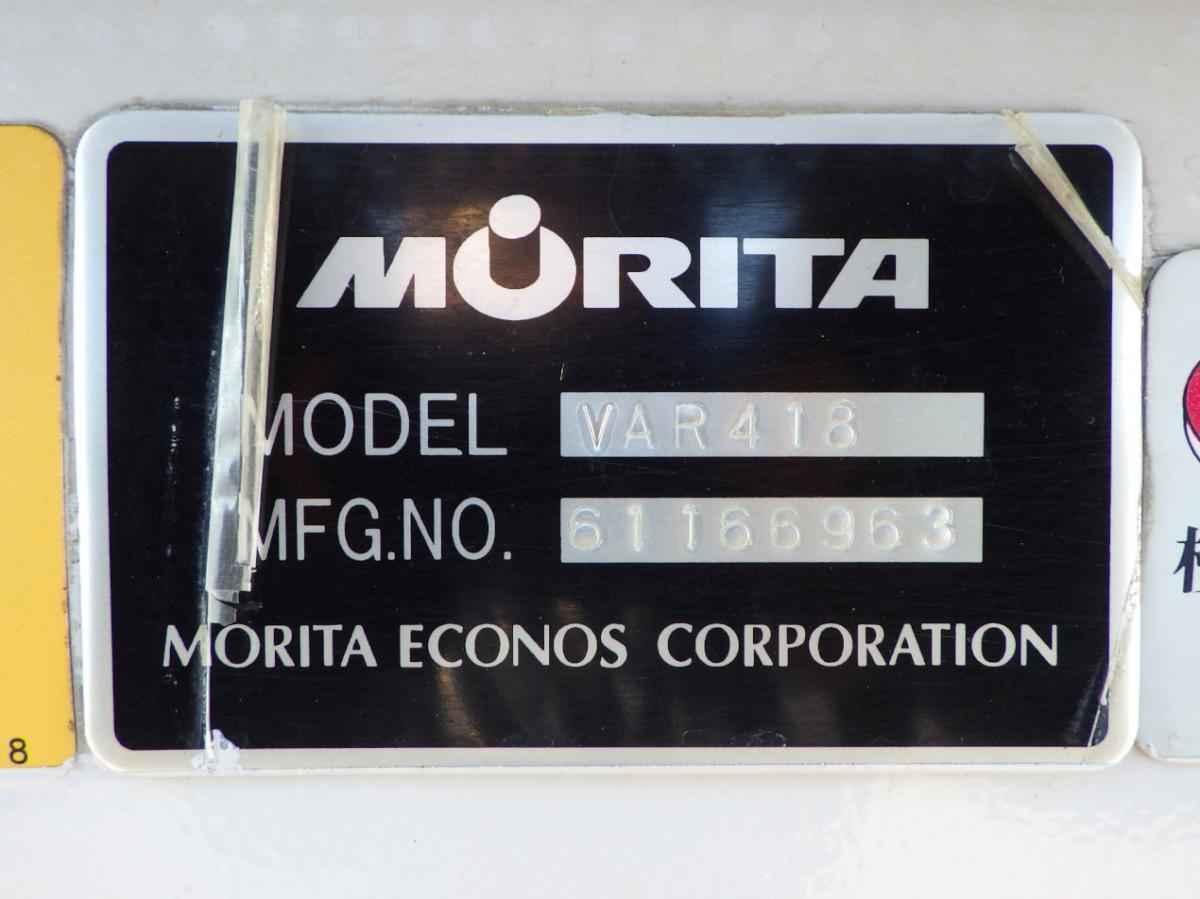 MORITA
MODEL VAR418
MFG.NO. 61166963
MORITA ECONOS CORPORATION
8